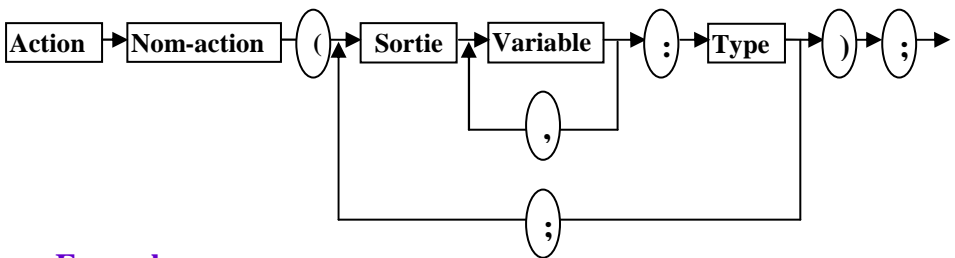 Action Nom-action ( Sortie Variable : Type ) ;
,
;